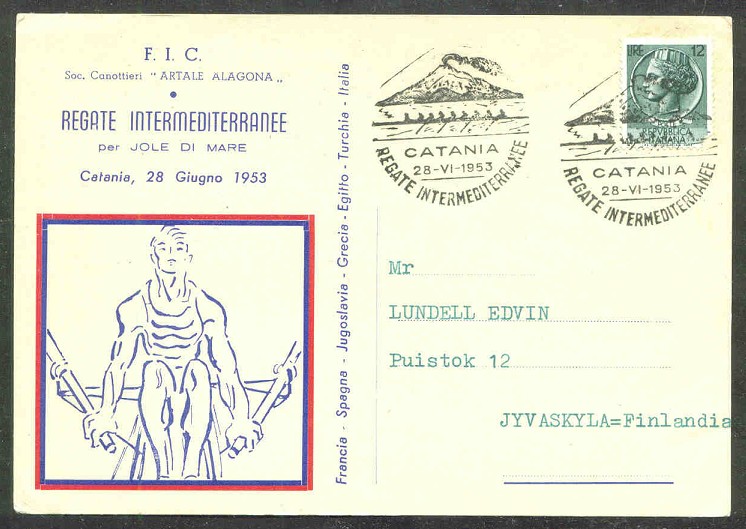 F. I. C.
Soc. Canottieri " ARTALE ALAGONA „
REGATE INTERMEDITERRANEE
per JOLE DI MARE
Catania, 28 Giugno 1953
Francia - Spagna - Jugoslavia - Grecia - Egitto - Turchia - Italia
CATANIA
28-VI-1953
REGATE INTERMEDITERRANEE
LIRE 12
REPVBBLICA
ITALIANA
CATANIA
28-VI-1953
REGATE INTERMEDITERRANEE
Mr
LUNDELL EDVIN
Puistok 12
JYVASKYLA=Finlandia